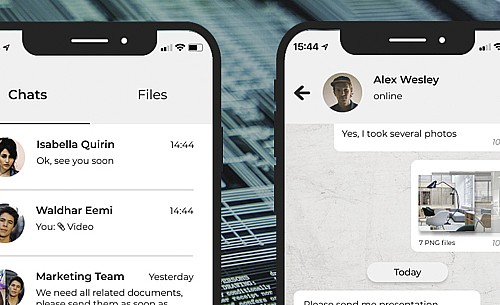 Chats
Files
Isabella Quirin 14:44
Ok, see you soon
Waldhar Eemi 14:44
You: Video
Marketing Team Yesterday
We need all related documents,
please send them as soon as
15:44
Alex Wesley
online
Yes, I took several photos
7 PNG files
Today
Please send me presentation